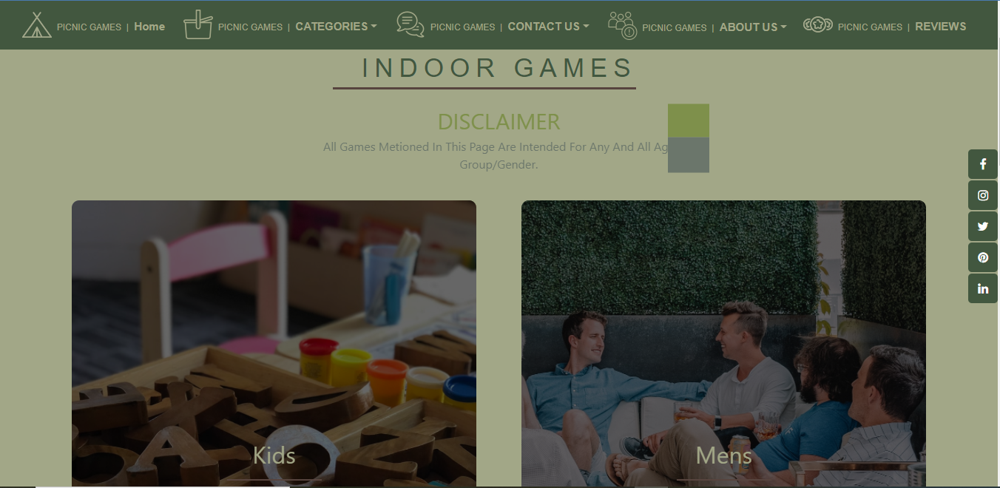 PICNIC GAMES | Home PICNIC GAMES | CATEGORIES PICNIC GAMES | CONTACT US PICNIC GAMES | ABOUT US PICNIC GAMES | REVIEWS
INDOOR GAMES
DISCLAIMER
All Games Metioned In This Page Are Intended For Any And All Ag
Group/Gender.
Kids
Mens